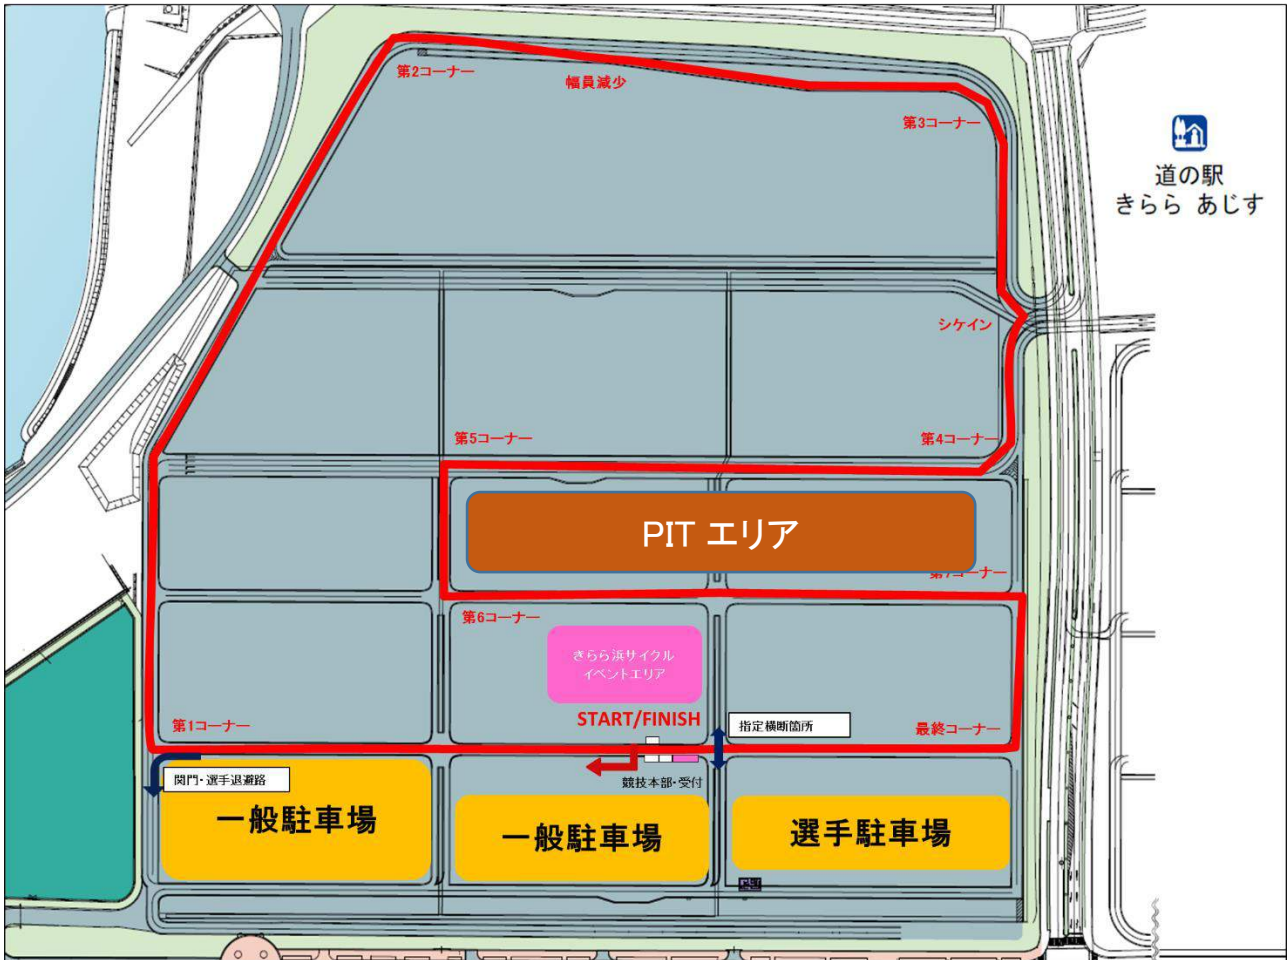 第2コーナー
幅員減少
第3コーナー
道の駅
きらら あじす
シケイン
第5コーナー
第4コーナー
PIT エリア
第7コーナー
第6コーナー
きらら浜サイクル
イベントエリア
START/FINISH
第1コーナー
指定横断箇所
最終コーナー
関門・選手退避路
競技本部・受付
一般駐車場
一般駐車場
選手駐車場